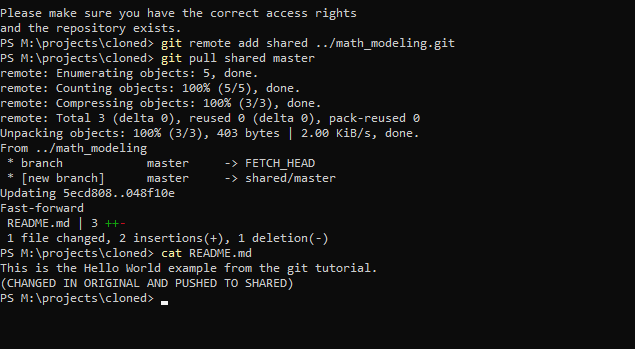 Please make sure you have the correct access rights
and the repository exists.
PS M:\projects\cloned> git remote add shared ../math_modeling.git
PS M:\projects\cloned> git pull shared master
remote: Enumerating objects: 5, done.
remote: Counting objects: 100% (5/5), done.
remote: Compressing objects: 100% (3/3), done.
remote: Total 3 (delta 0), reused 0 (delta 0), pack-reused 0
Unpacking objects: 100% (3/3), 403 bytes | 2.00 KiB/s, done.
From ../math_modeling
 * branch            master     -> FETCH_HEAD
 * [new branch]      master     -> shared/master
Updating 5ecd808..048f10e
Fast-forward
 README.md | 3 ++-
 1 file changed, 2 insertions(+), 1 deletion(-)
PS M:\projects\cloned> cat README.md
This is the Hello World example from the git tutorial.
(CHANGED IN ORIGINAL AND PUSHED TO SHARED)
PS M:\projects\cloned>